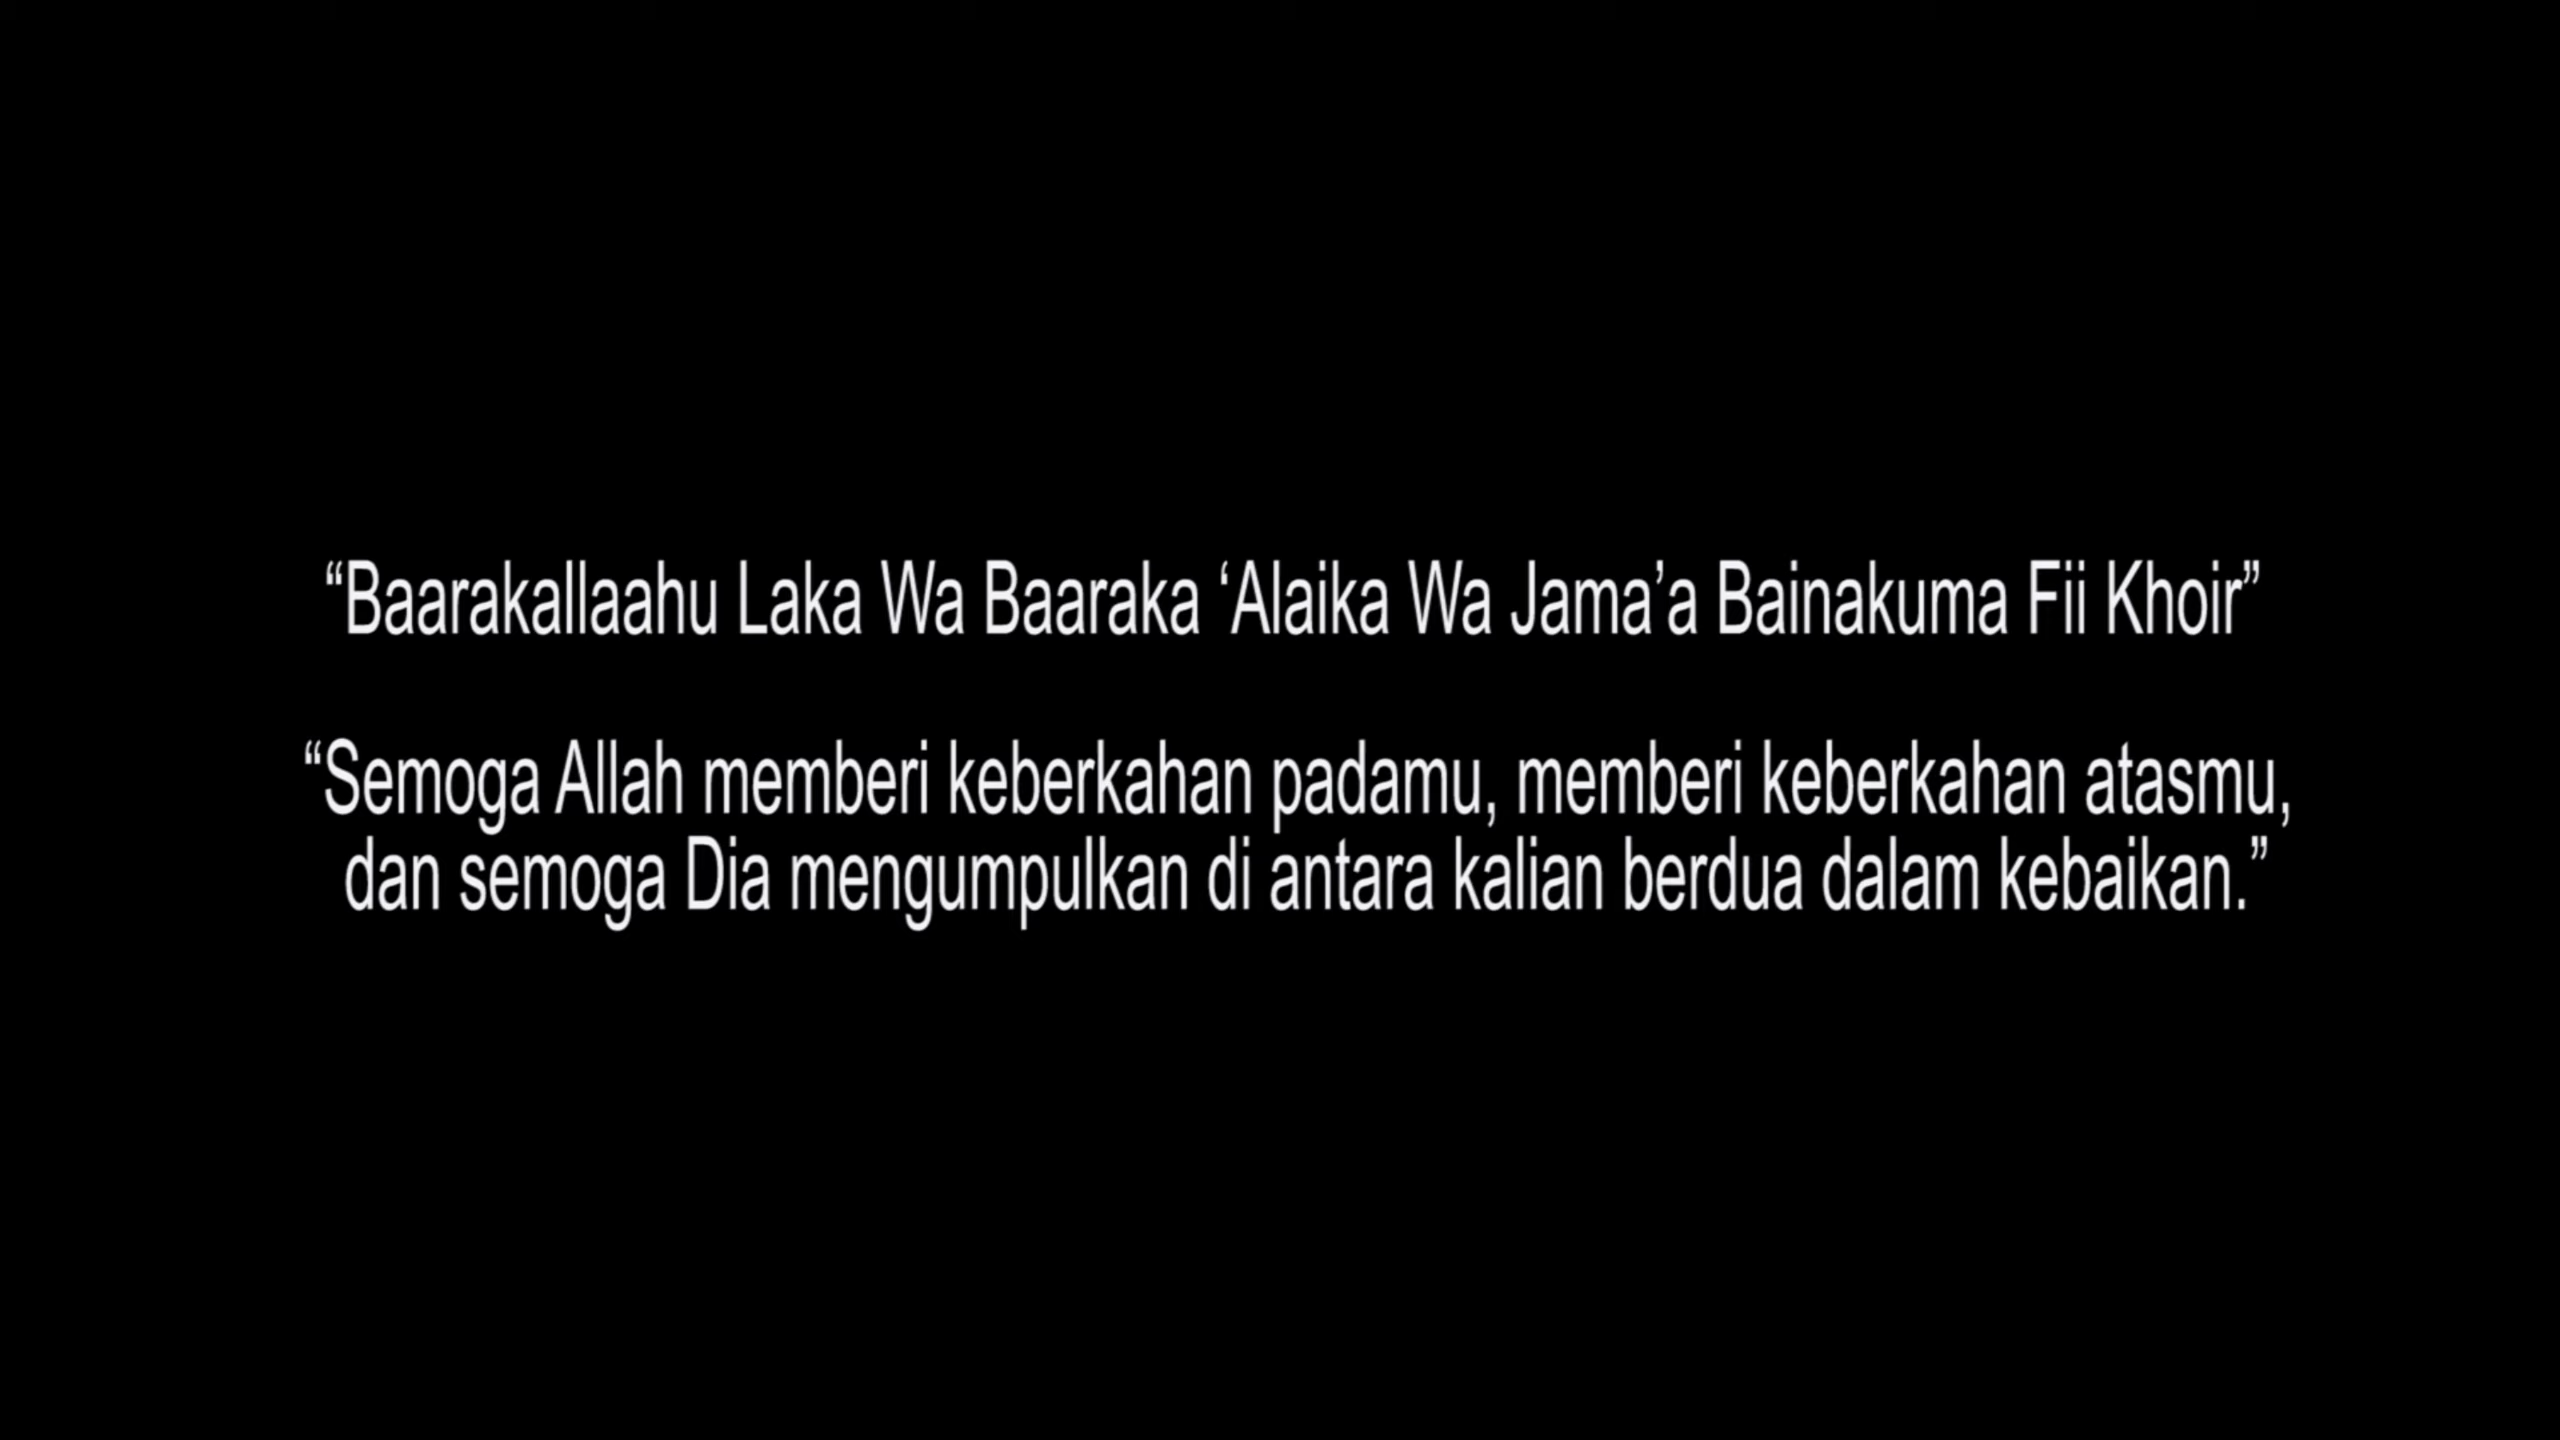 “Baarakallaahu Laka Wa Baaraka ‘Alaika Wa Jama’a Bainakuma Fii Khoir”
“Semoga Allah memberi keberkahan padamu, memberi keberkahan atasmu,
dan semoga Dia mengumpulkan di antara kalian berdua dalam kebaikan.”